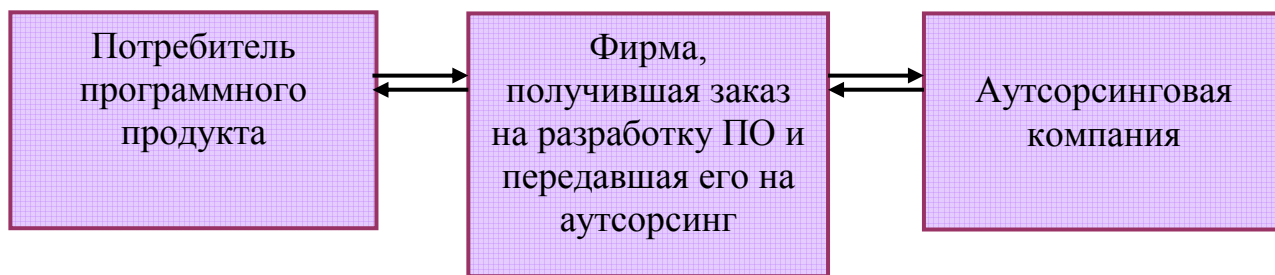 Потребитель
программного
продукта
Фирма,
получившая заказ
на разработку ПО и
передавшая его на
аутсорсинг
Аутсорсинговая
компания